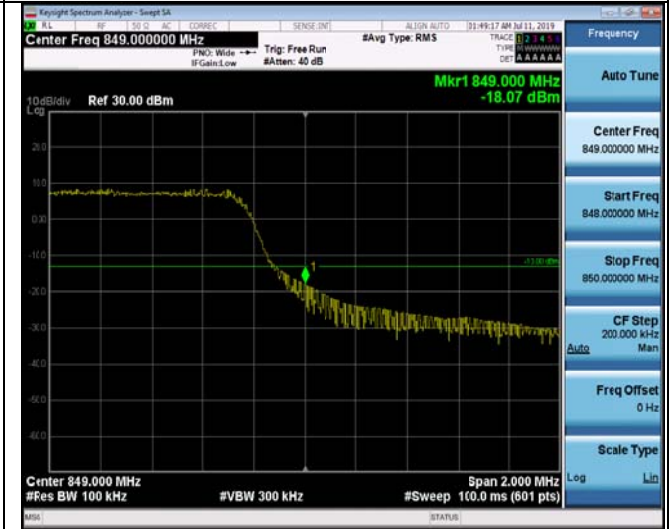 Keysight Spectrum Analyzer - Swept SA
RL RF 50 Ω AC CORREC SENSE:INT ALIGN AUTO 01:49:17 AM Jul 11, 2019
Center Freq 849.000000 MHz
PNO: Wide
IFGain:Low
Trig: Free Run
#Atten: 40 dB
#Avg Type: RMS
TRACE 1 2 3 4 5 6
TYPE M W W W W W
DET A A A A A A
Mkr1 849.000 MHz
-18.07 dBm
10dB/div Ref 30.00 dBm
Log
20.0
10.0
0.00
-10.0
-13.00 dBm
1
-20.0
-30.0
-40.0
-50.0
-60.0
Center 849.000 MHz Span 2.000 MHz
#Res BW 100 kHz #VBW 300 kHz #Sweep 100.0 ms (601 pts)
MSG STATUS
Frequency
Auto Tune
Center Freq
849.000000 MHz
Start Freq
848.000000 MHz
Stop Freq
850.000000 MHz
CF Step
200.000 kHz
Auto Man
Freq Offset
0 Hz
Scale Type
Log Lin